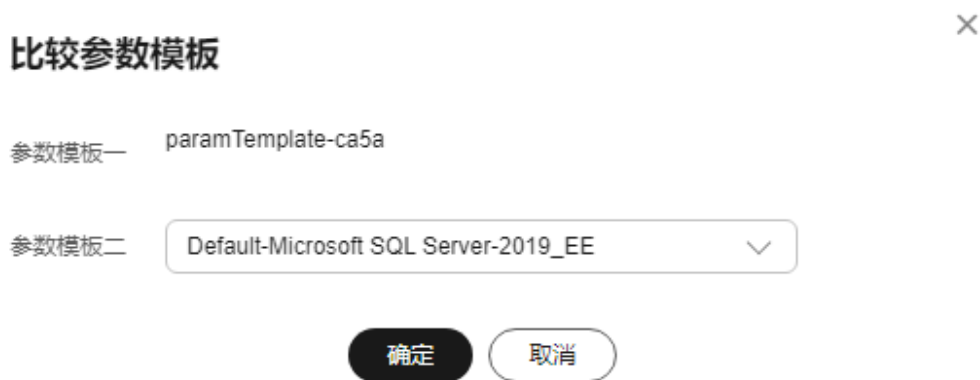 比较参数模板
参数模板一 paramTemplate-ca5a
参数模板二 Default-Microsoft SQL Server-2019_EE
确定 取消